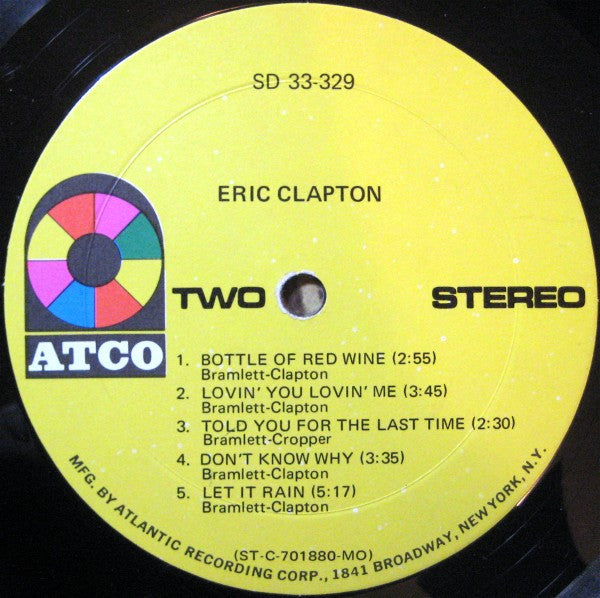 SD 33-329
ERIC CLAPTON
TWO
STEREO
ATCO
1. BOTTLE OF RED WINE (2:55)
Bramlett-Clapton
2. LOVIN' YOU LOVIN' ME (3:45)
Bramlett-Clapton
3. TOLD YOU FOR THE LAST TIME (2:30)
Bramlett-Cropper
4. DON'T KNOW WHY (3:35)
Bramlett-Clapton
5. LET IT RAIN (5:17)
Bramlett-Clapton
(ST-C-701880-MO)
MFG. BY ATLANTIC RECORDING CORP., 1841 BROADWAY, NEW YORK, N.Y.